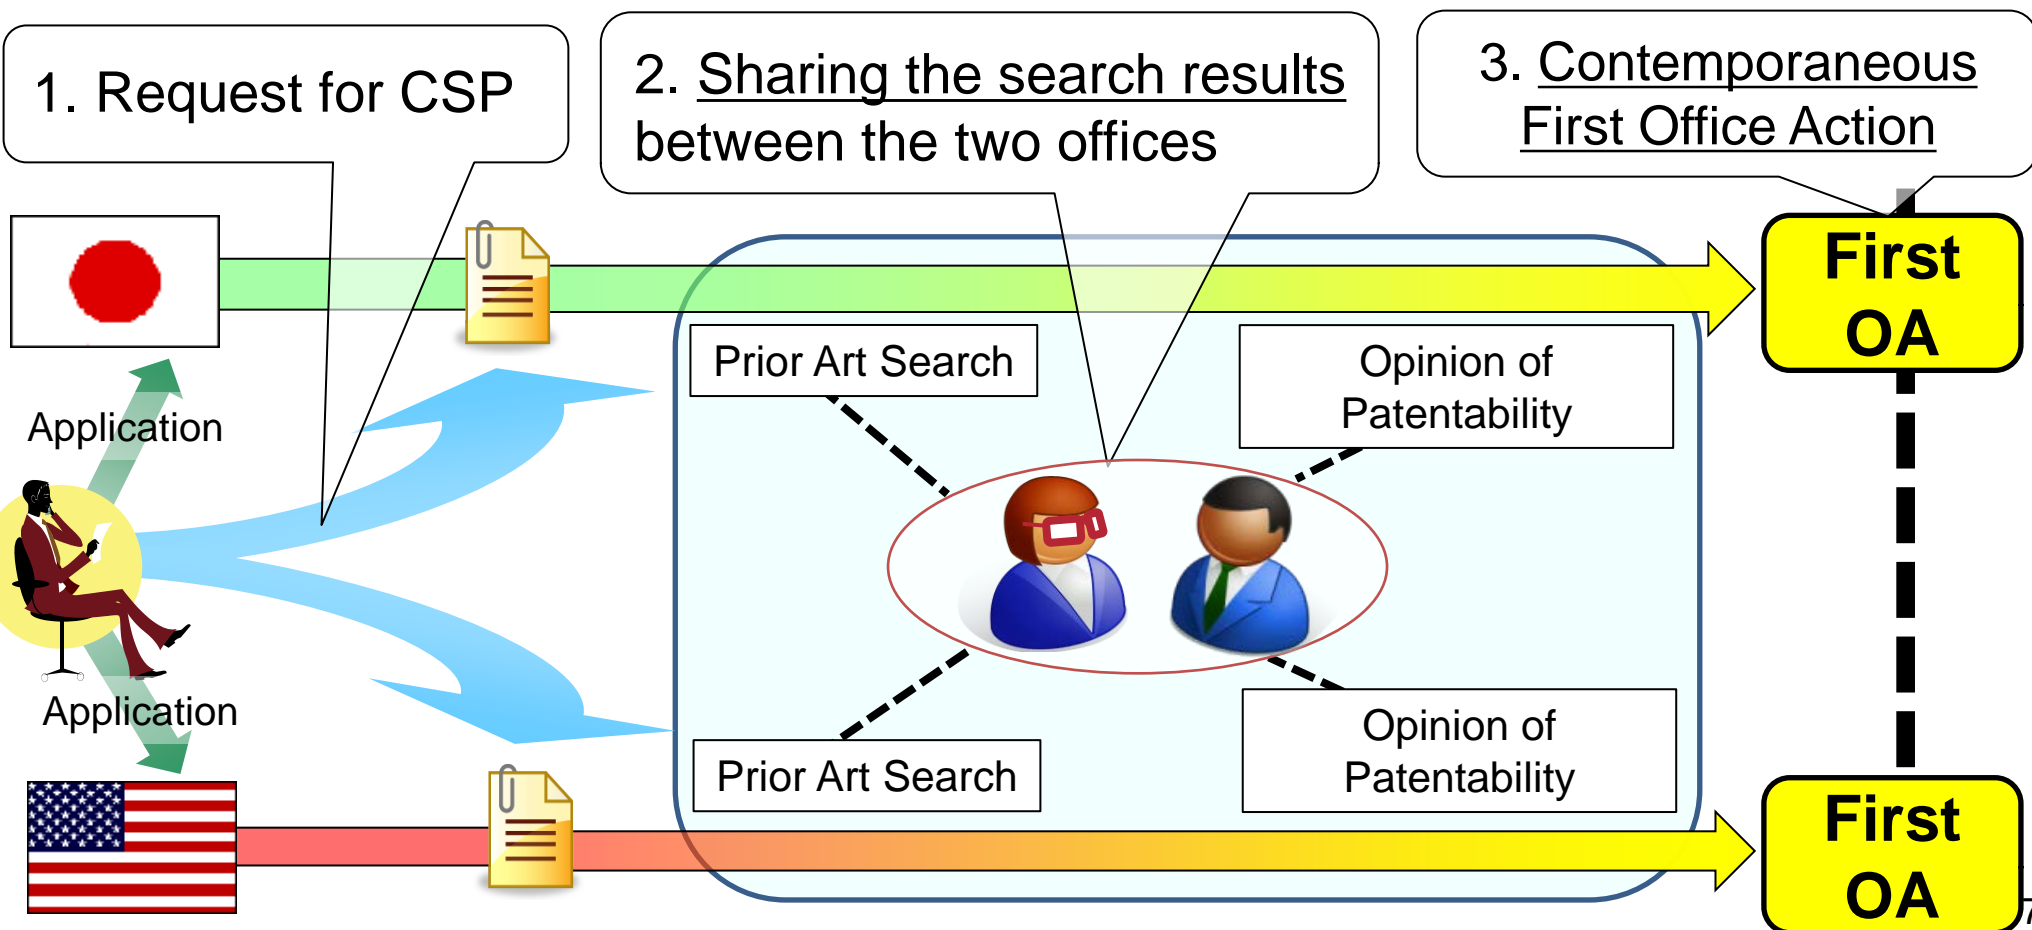 1. Request for CSP
2. Sharing the search results
between the two offices
3. Contemporaneous
First Office Action
First
OA
Prior Art Search
Opinion of
Patentability
Application
Application
Prior Art Search
Opinion of
Patentability
First
OA